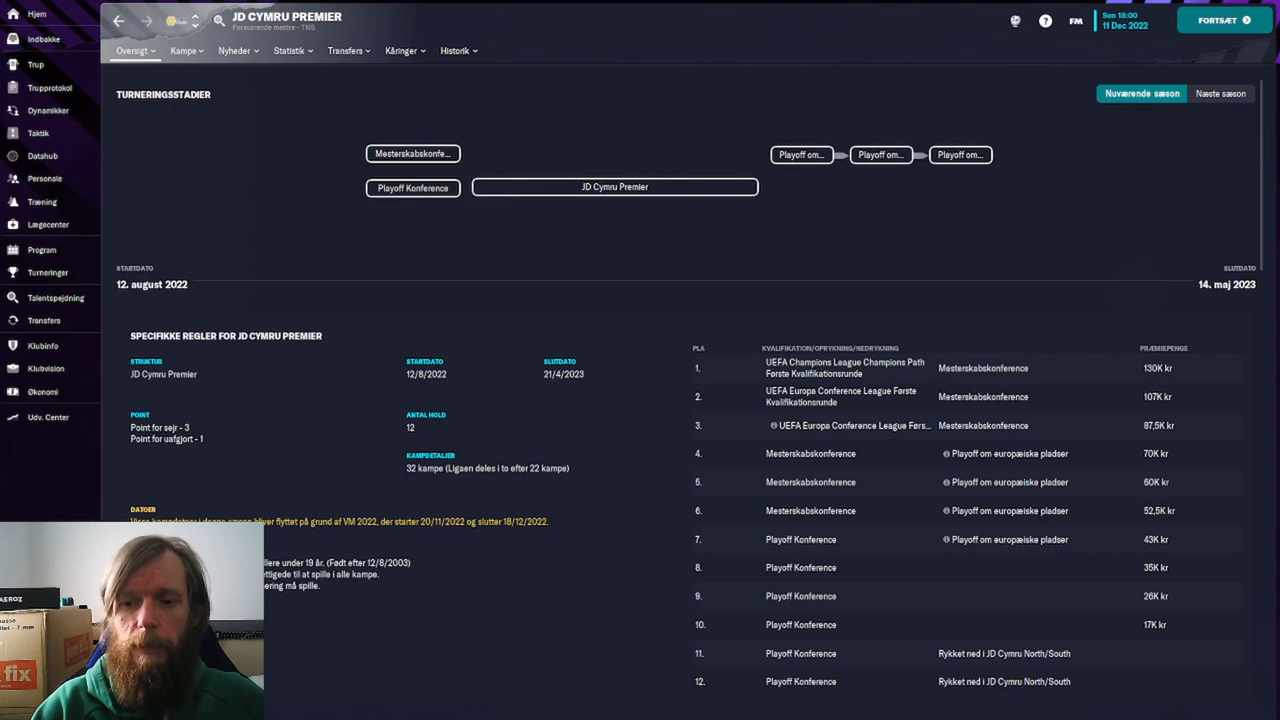 Hjem
Indbakke
Trup
Trupprotokol
Dynamikker
Taktik
Datahub
Personale
Træning
Lægecenter
Program
Turneringer
Talentspejdning
Transfers
Klubinfo
Klubvision
Økonomi
Udv. Center
JD CYMRU PREMIER
Forsvarende mestre - TNS
FM
Søn 18:00
11 Dec 2022
FORTSÆT
Oversigt Kampe Nyheder Statistik Transfers Kåringer Historik
TURNERINGSSTADIER
Nuværende sæson Næste sæson
Mesterskabskonfe...
Playoff Konference
JD Cymru Premier
Playoff om... Playoff om... Playoff om...
STARTDATO
12. august 2022
SLUTDATO
14. maj 2023
SPECIFIKKE REGLER FOR JD CYMRU PREMIER
STRUKTUR
JD Cymru Premier
STARTDATO
12/8/2022
SLUTDATO
21/4/2023
POINT
Point for sejr - 3
Point for uafgjort - 1
ANTAL HOLD
12
KAMPDETALJER
32 kampe (Ligaen deles i to efter 22 kampe)
DATOER
bliver flyttet på grund af VM 2022, der starter 20/11/2022 og slutter 18/12/2022.
under 19 år. (Født efter 12/8/2003)
til at spille i alle kampe.
må spille.
PLA KVALIFIKATION/OPRYKNING/NEDRYKNING PRÆMIEPENGE
1. UEFA Champions League Champions Path Første Kvalifikationsrunde Mesterskabskonference 130K kr
2. UEFA Europa Conference League Første Kvalifikationsrunde Mesterskabskonference 107K kr
3. UEFA Europa Conference League Førs... Mesterskabskonference 87,5K kr
4. Mesterskabskonference Playoff om europæiske pladser 70K kr
5. Mesterskabskonference Playoff om europæiske pladser 60K kr
6. Mesterskabskonference Playoff om europæiske pladser 52,5K kr
7. Playoff Konference Playoff om europæiske pladser 43K kr
8. Playoff Konference 35K kr
9. Playoff Konference 26K kr
10. Playoff Konference 17K kr
11. Playoff Konference Rykket ned i JD Cymru North/South
12. Playoff Konference Rykket ned i JD Cymru North/South
AEROZ
fix